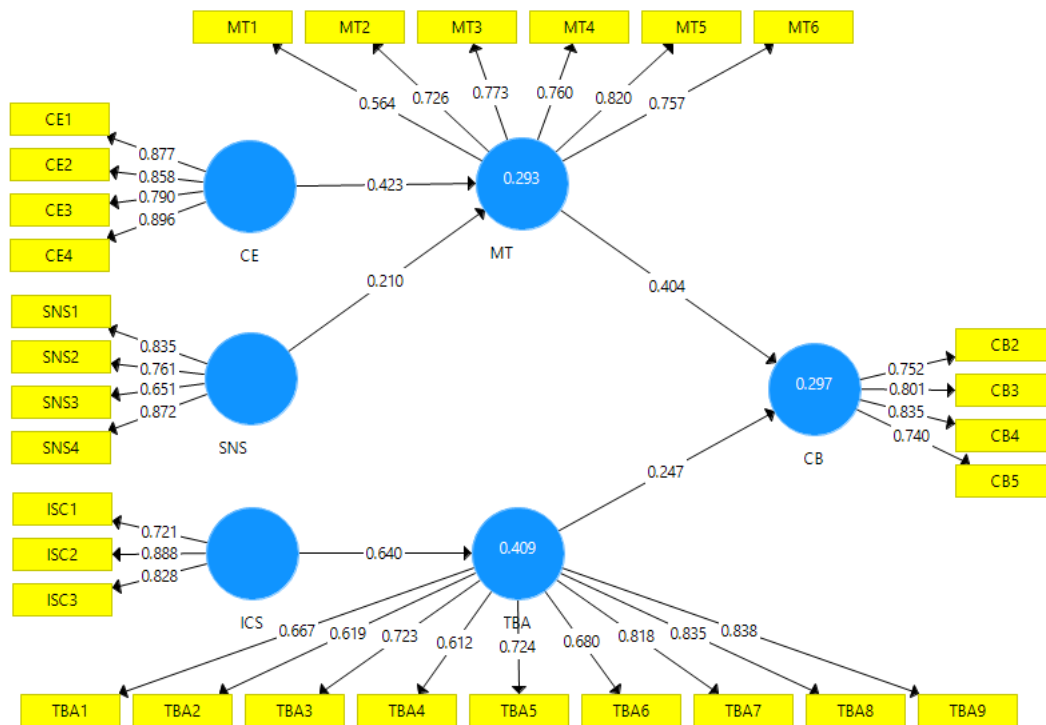 MT1 MT2 MT3 MT4 MT5 MT6
0.564 0.726 0.773 0.760 0.820 0.757
CE1
CE2
CE3
CE4
0.877
0.858
0.790
0.896
CE
0.423
0.293
MT
SNS1
SNS2
SNS3
SNS4
0.835
0.761
0.651
0.872
SNS
0.210
0.404
0.297
CB
0.752
0.801
0.835
0.740
CB2
CB3
CB4
CB5
0.247
ISC1
ISC2
ISC3
0.721
0.888
0.828
ICS
0.640
0.409
TBA
0.667 0.619 0.723 0.612 0.724 0.680 0.818 0.835 0.838
TBA1 TBA2 TBA3 TBA4 TBA5 TBA6 TBA7 TBA8 TBA9